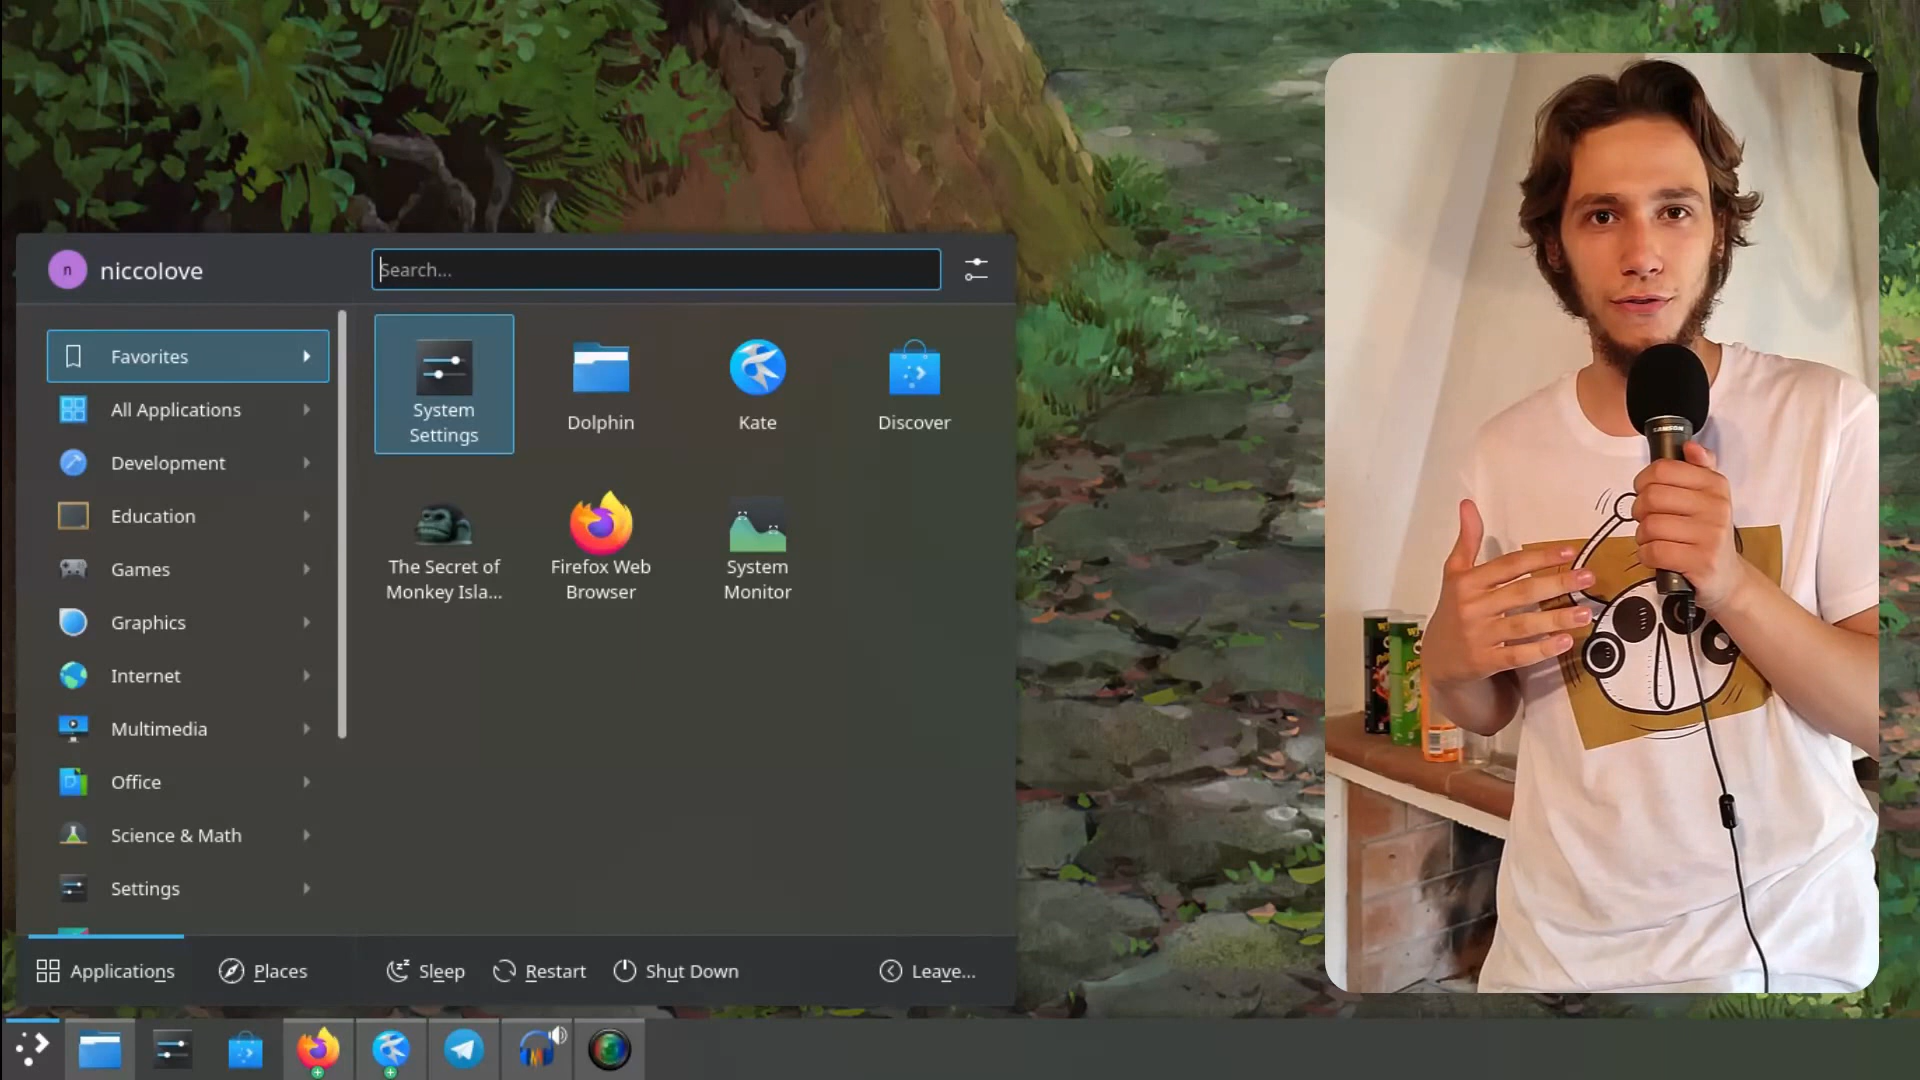 n
niccolove
Search...
Favorites
All Applications
Development
Education
Games
Graphics
Internet
Multimedia
Office
Science & Math
Settings
System
Settings
Dolphin
Kate
Discover
The Secret of
Monkey Isla...
Firefox Web
Browser
System
Monitor
Applications
Places
Sleep
Restart
Shut Down
Leave...
SAMSON